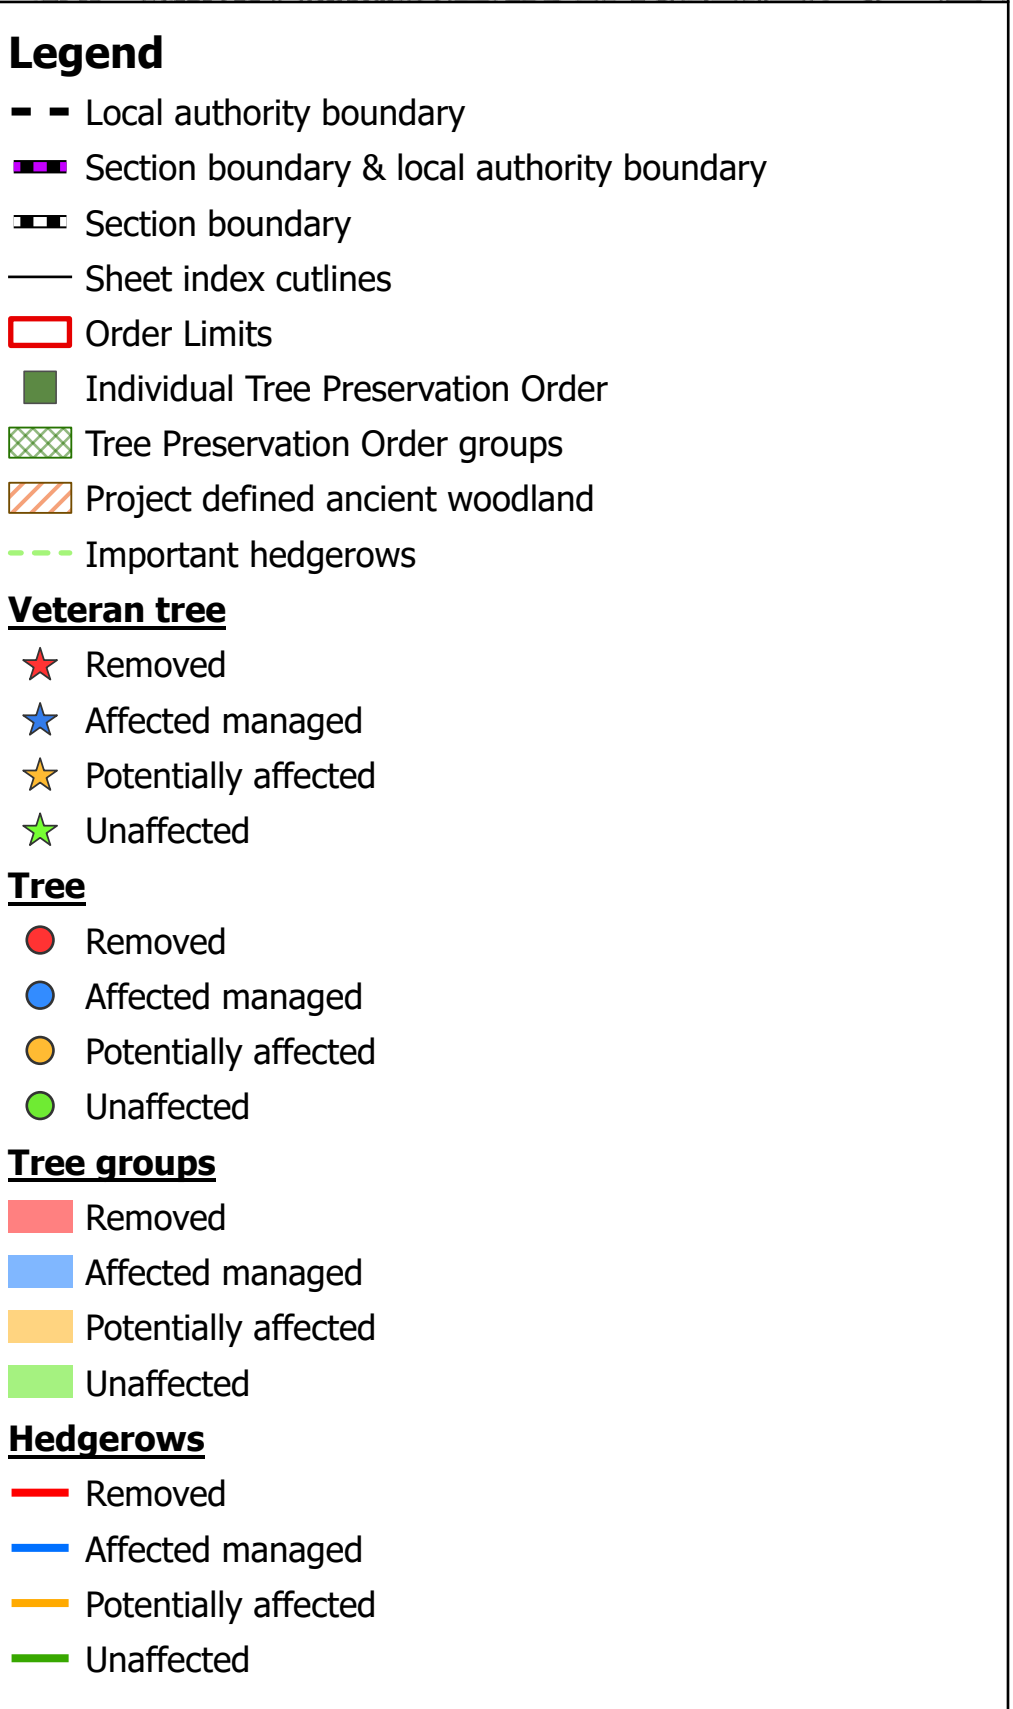 Legend
Local authority boundary
Section boundary & local authority boundary
Section boundary
Sheet index cutlines
Order Limits
Individual Tree Preservation Order
Tree Preservation Order groups
Project defined ancient woodland
Important hedgerows
Veteran tree
Removed
Affected managed
Potentially affected
Unaffected
Tree
Removed
Affected managed
Potentially affected
Unaffected
Tree groups
Removed
Affected managed
Potentially affected
Unaffected
Hedgerows
Removed
Affected managed
Potentially affected
Unaffected